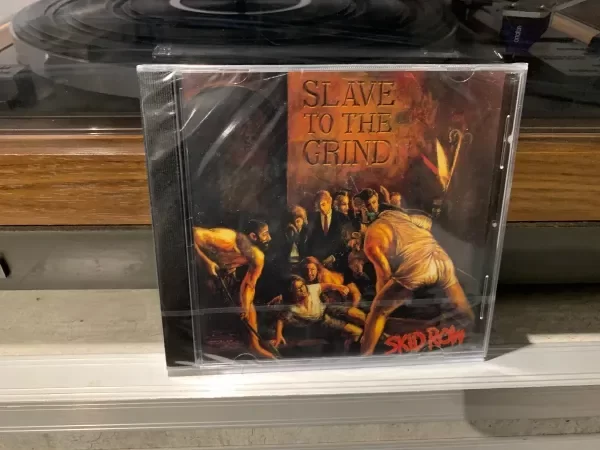 SLAVE
TO THE
GRIND
SKID ROW